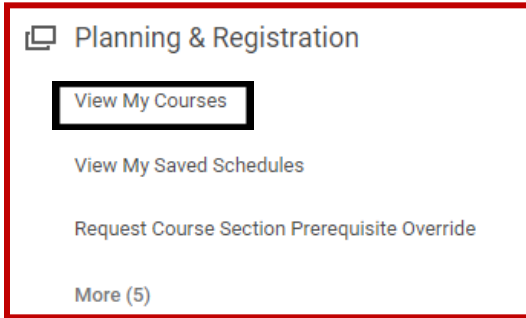 Planning & Registration
View My Courses
View My Saved Schedules
Request Course Section Prerequisite Override
More (5)